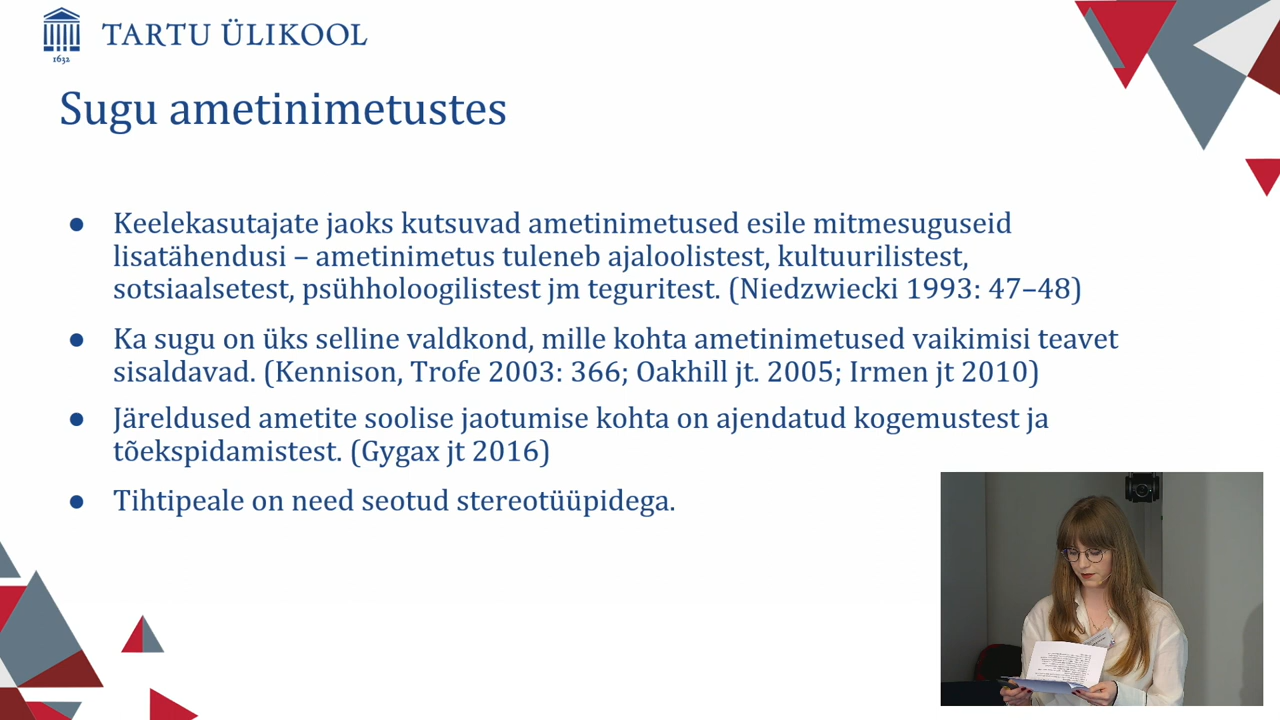 TARTU ÜLIKOOL
1632
Sugu ametinimetustes
● Keelekasutajate jaoks kutsuvad ametinimetused esile mitmesuguseid
lisatähendusi – ametinimetus tuleneb ajaloolistest, kultuurilistest,
sotsiaalsetest, psühholoogilistest jm teguritest. (Niedzwiecki 1993: 47–48)
● Ka sugu on üks selline valdkond, mille kohta ametinimetused vaikimisi teavet
sisaldavad. (Kennison, Trofe 2003: 366; Oakhill jt. 2005; Irmen jt 2010)
● Järeldused ametite soolise jaotumise kohta on ajendatud kogemustest ja
tõekspidamistest. (Gygax jt 2016)
● Tihtipeale on need seotud stereotüüpidega.